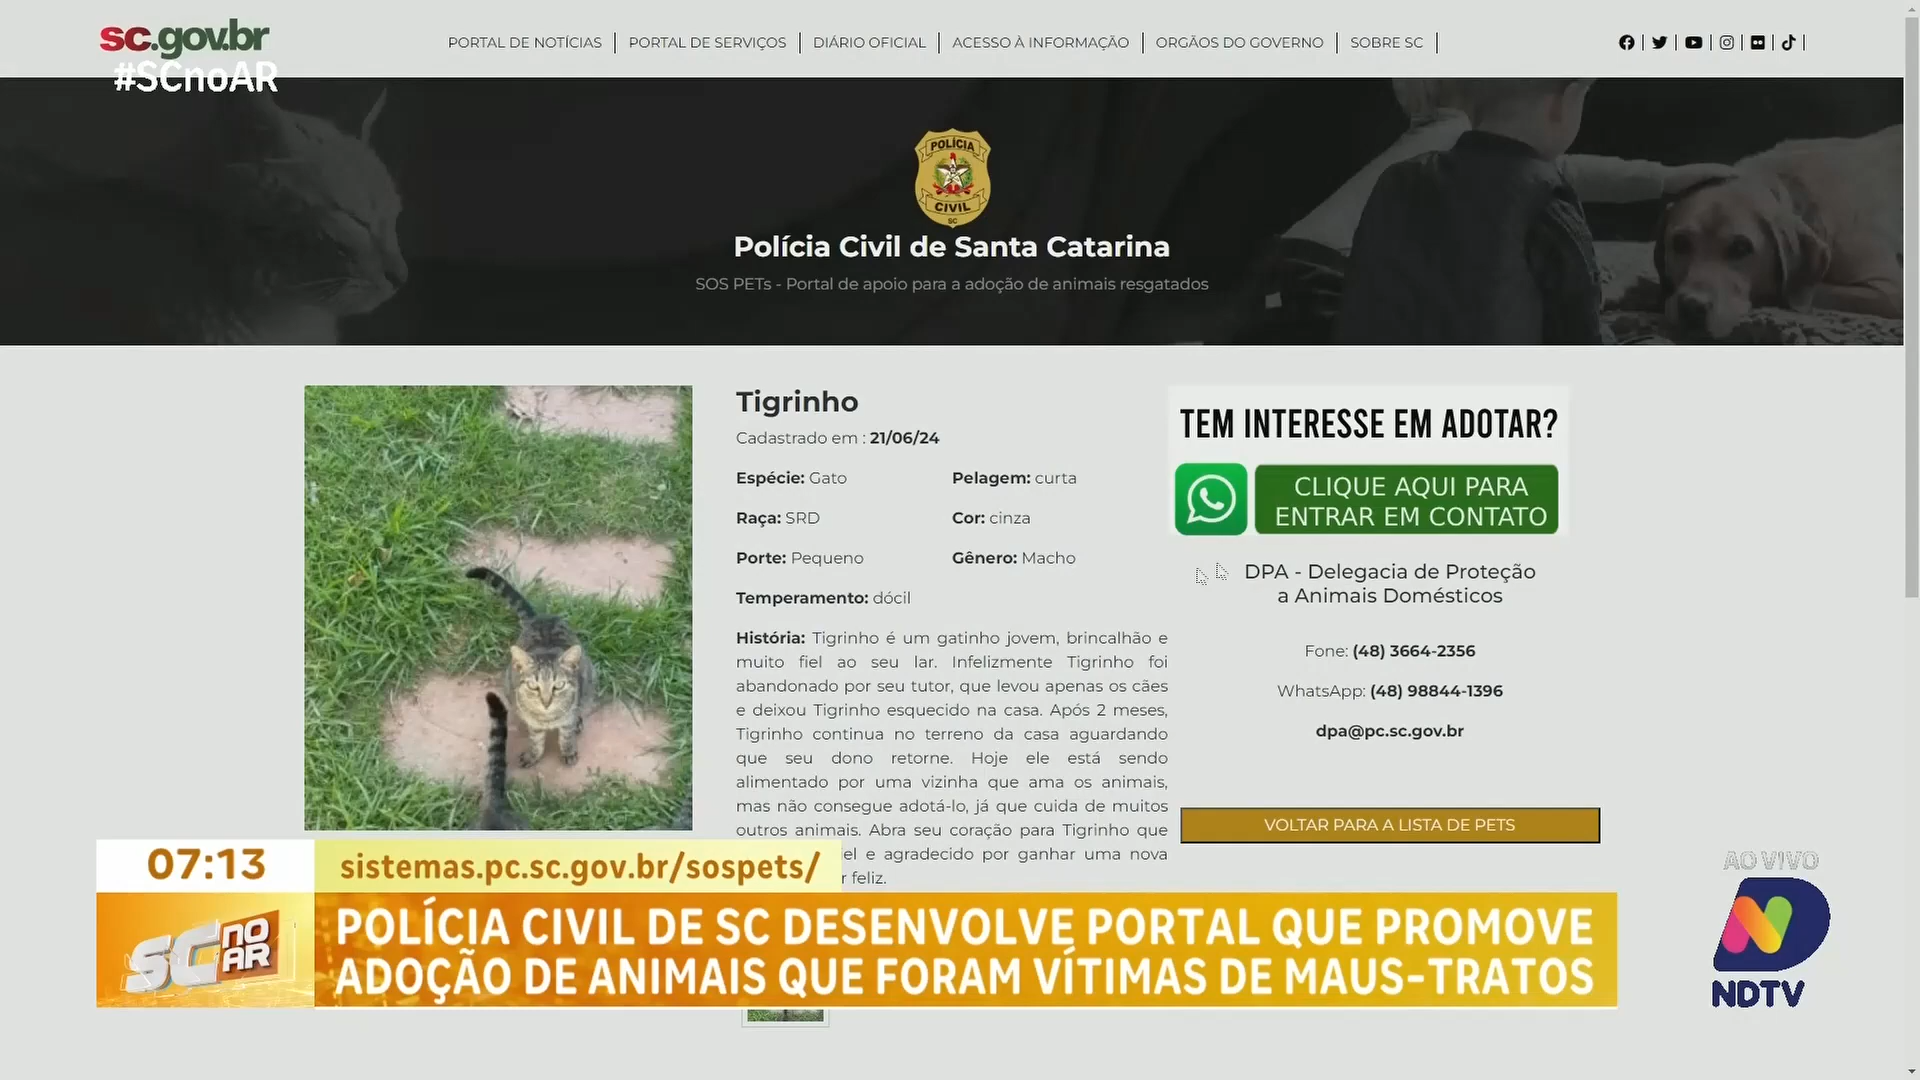 sc.gov.br
#SCnoAR
PORTAL DE NOTÍCIAS
PORTAL DE SERVIÇOS
DIÁRIO OFICIAL
ACESSO À INFORMAÇÃO
ORGÃOS DO GOVERNO
SOBRE SC
POLÍCIA
CIVIL
SC
Polícia Civil de Santa Catarina
SOS PETs - Portal de apoio para a adoção de animais resgatados
Tigrinho
Cadastrado em : 21/06/24
Espécie: Gato
Pelagem: curta
Raça: SRD
Cor: cinza
Porte: Pequeno
Gênero: Macho
Temperamento: dócil
História: Tigrinho é um gatinho jovem, brincalhão e
muito fiel ao seu lar. Infelizmente Tigrinho foi
abandonado por seu tutor, que levou apenas os cães
e deixou Tigrinho esquecido na casa. Após 2 meses,
Tigrinho continua no terreno da casa aguardando
que seu dono retorne. Hoje ele está sendo
alimentado por uma vizinha que ama os animais,
mas não consegue adotá-lo, já que cuida de muitos
outros animais. Abra seu coração para Tigrinho que
e agradecido por ganhar uma nova
feliz.
TEM INTERESSE EM ADOTAR?
CLIQUE AQUI PARA
ENTRAR EM CONTATO
DPA - Delegacia de Proteção
a Animais Domésticos
Fone: (48) 3664-2356
WhatsApp: (48) 98844-1396
dpa@pc.sc.gov.br
VOLTAR PARA A LISTA DE PETS
07:13
sistemas.pc.sc.gov.br/sospets/
SC NO AR
POLÍCIA CIVIL DE SC DESENVOLVE PORTAL QUE PROMOVE
ADOÇÃO DE ANIMAIS QUE FORAM VÍTIMAS DE MAUS-TRATOS
AO VIVO
NDTV